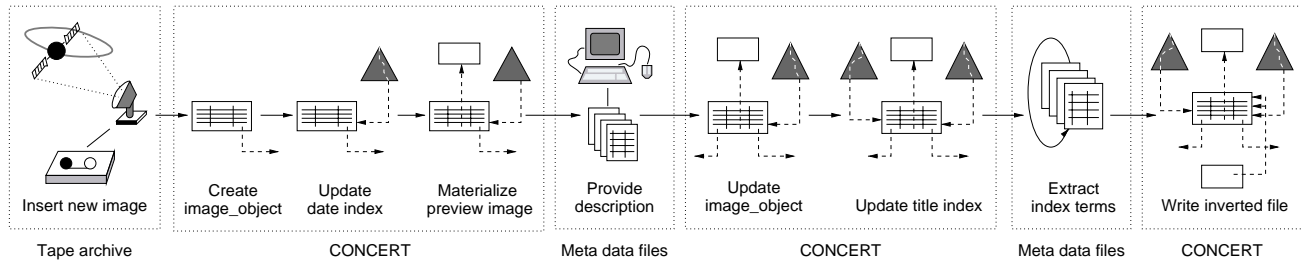 Insert new image
Create
image_object
Update
date index
Materialize
preview image
Provide
description
Update
image_object
Update title index
Extract
index terms
Write inverted file
Tape archive
CONCERT
Meta data files
CONCERT
Meta data files
CONCERT